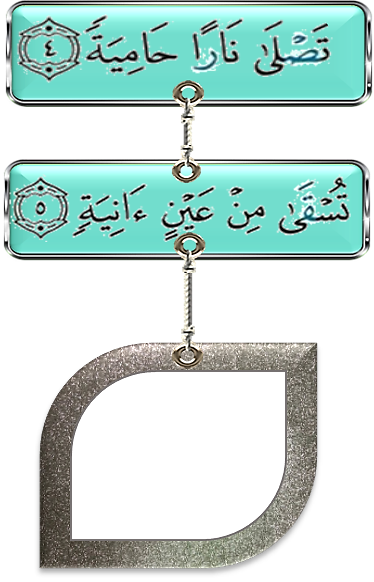 تَصۡلَىٰ نَارًا حَامِيَةٗ ٤
تُسۡقَىٰ مِنۡ عَيۡنٍ ءَانِيَةٖ ٥